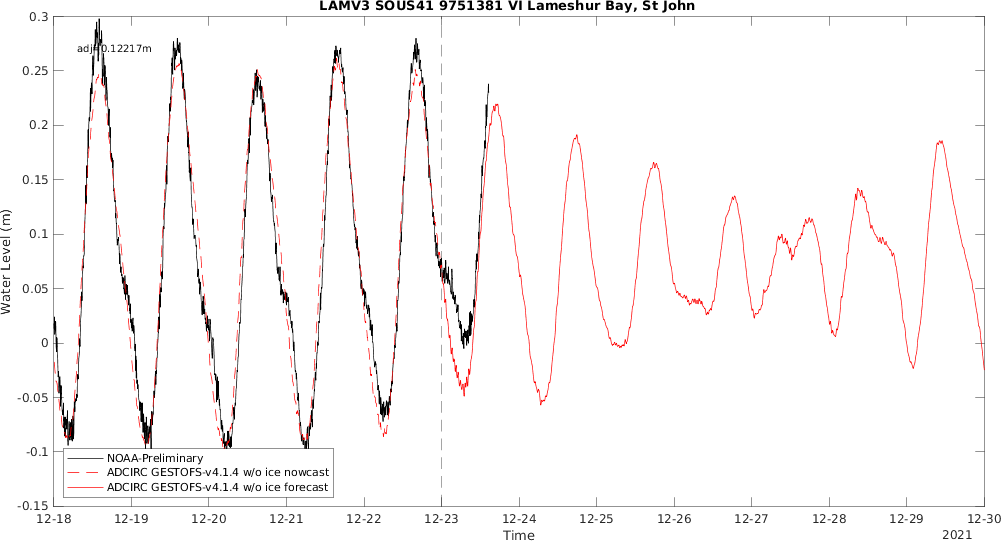 LAMV3 SOUS41 9751381 VI Lameshur Bay, St John
adj=0.12217m
0.3
0.25
0.2
0.15
0.1
0.05
0
-0.05
-0.1
-0.15
Water Level (m)
NOAA-Preliminary
ADCIRC GESTOFS-v4.1.4 w/o ice nowcast
ADCIRC GESTOFS-v4.1.4 w/o ice forecast
12-18 12-19 12-20 12-21 12-22 12-23 12-24 12-25 12-26 12-27 12-28 12-29 12-30
Time
2021